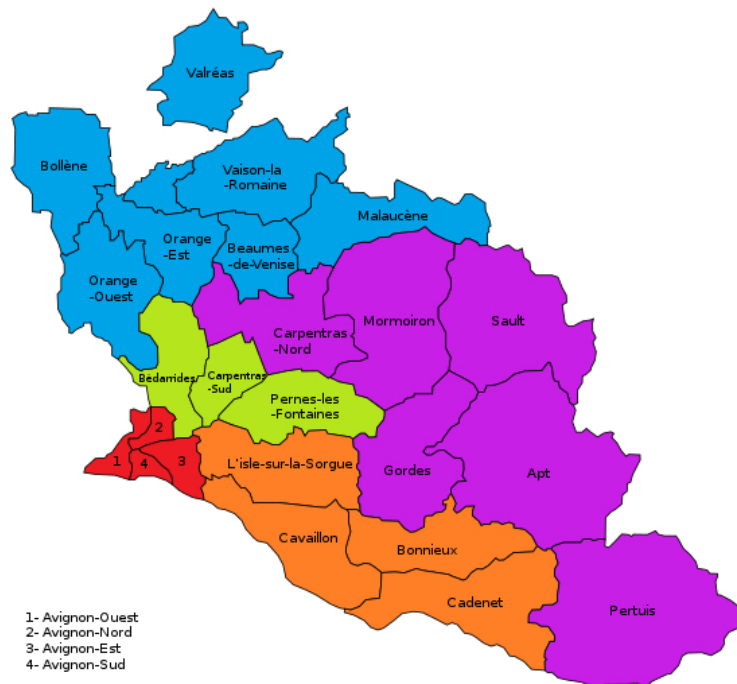 Valréas
Bollène
Vaison-la
-Romaine
Malaucène
Orange
-Est
Beaumes
-de-Venise
Orange
-Ouest
Carpentras
-Nord
Mormoiron
Sault
Bédarrides
Carpentras
-Sud
Pernes-les
-Fontaines
2
1
4
3
L'isle-sur-la-Sorgue
Gordes
Apt
Cavaillon
Bonnieux
Cadenet
Pertuis
1- Avignon-Ouest
2- Avignon-Nord
3- Avignon-Est
4- Avignon-Sud